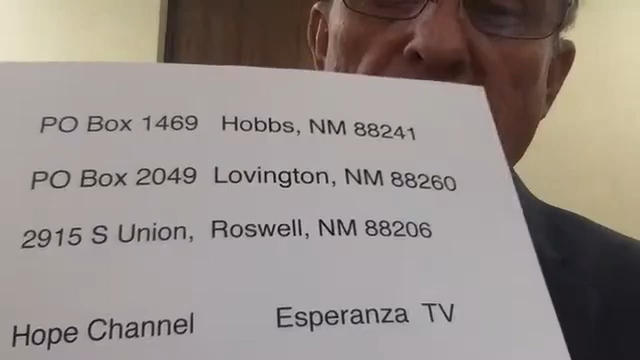 PO Box 1469 Hobbs, NM 88241
PO Box 2049 Lovington, NM 88260
2915 S Union, Roswell, NM 88206
Hope Channel Esperanza TV